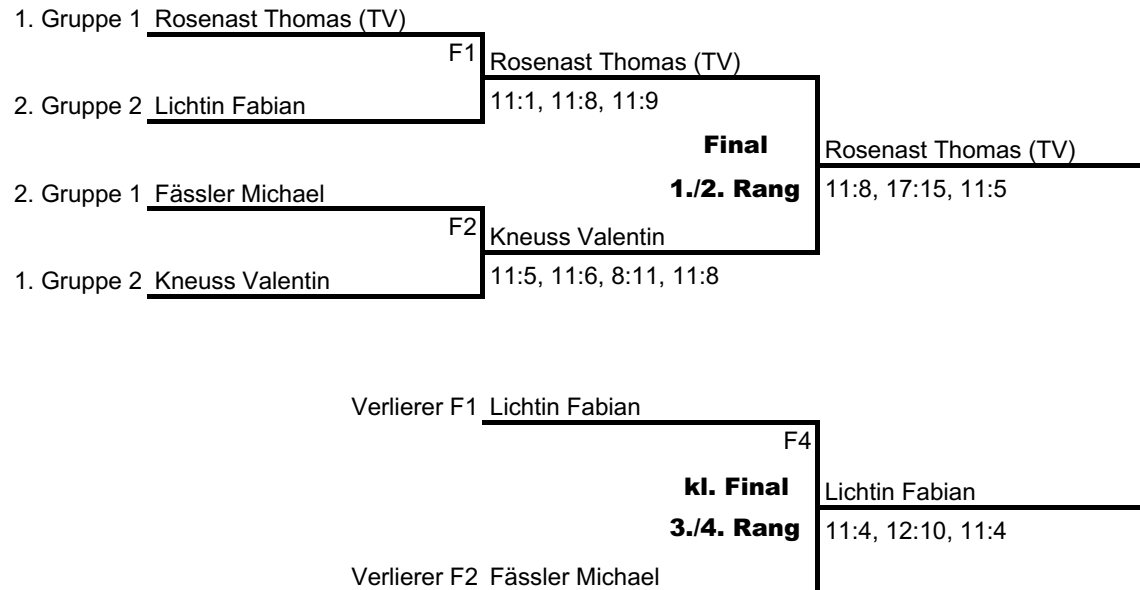 1. Gruppe 1 Rosenast Thomas (TV)
F1
Rosenast Thomas (TV)
2. Gruppe 2 Lichtin Fabian
11:1, 11:8, 11:9
Final
Rosenast Thomas (TV)
2. Gruppe 1 Fässler Michael
1./2. Rang
11:8, 17:15, 11:5
F2
Kneuss Valentin
1. Gruppe 2 Kneuss Valentin
11:5, 11:6, 8:11, 11:8
Verlierer F1 Lichtin Fabian
F4
kl. Final
Lichtin Fabian
3./4. Rang
11:4, 12:10, 11:4
Verlierer F2 Fässler Michael